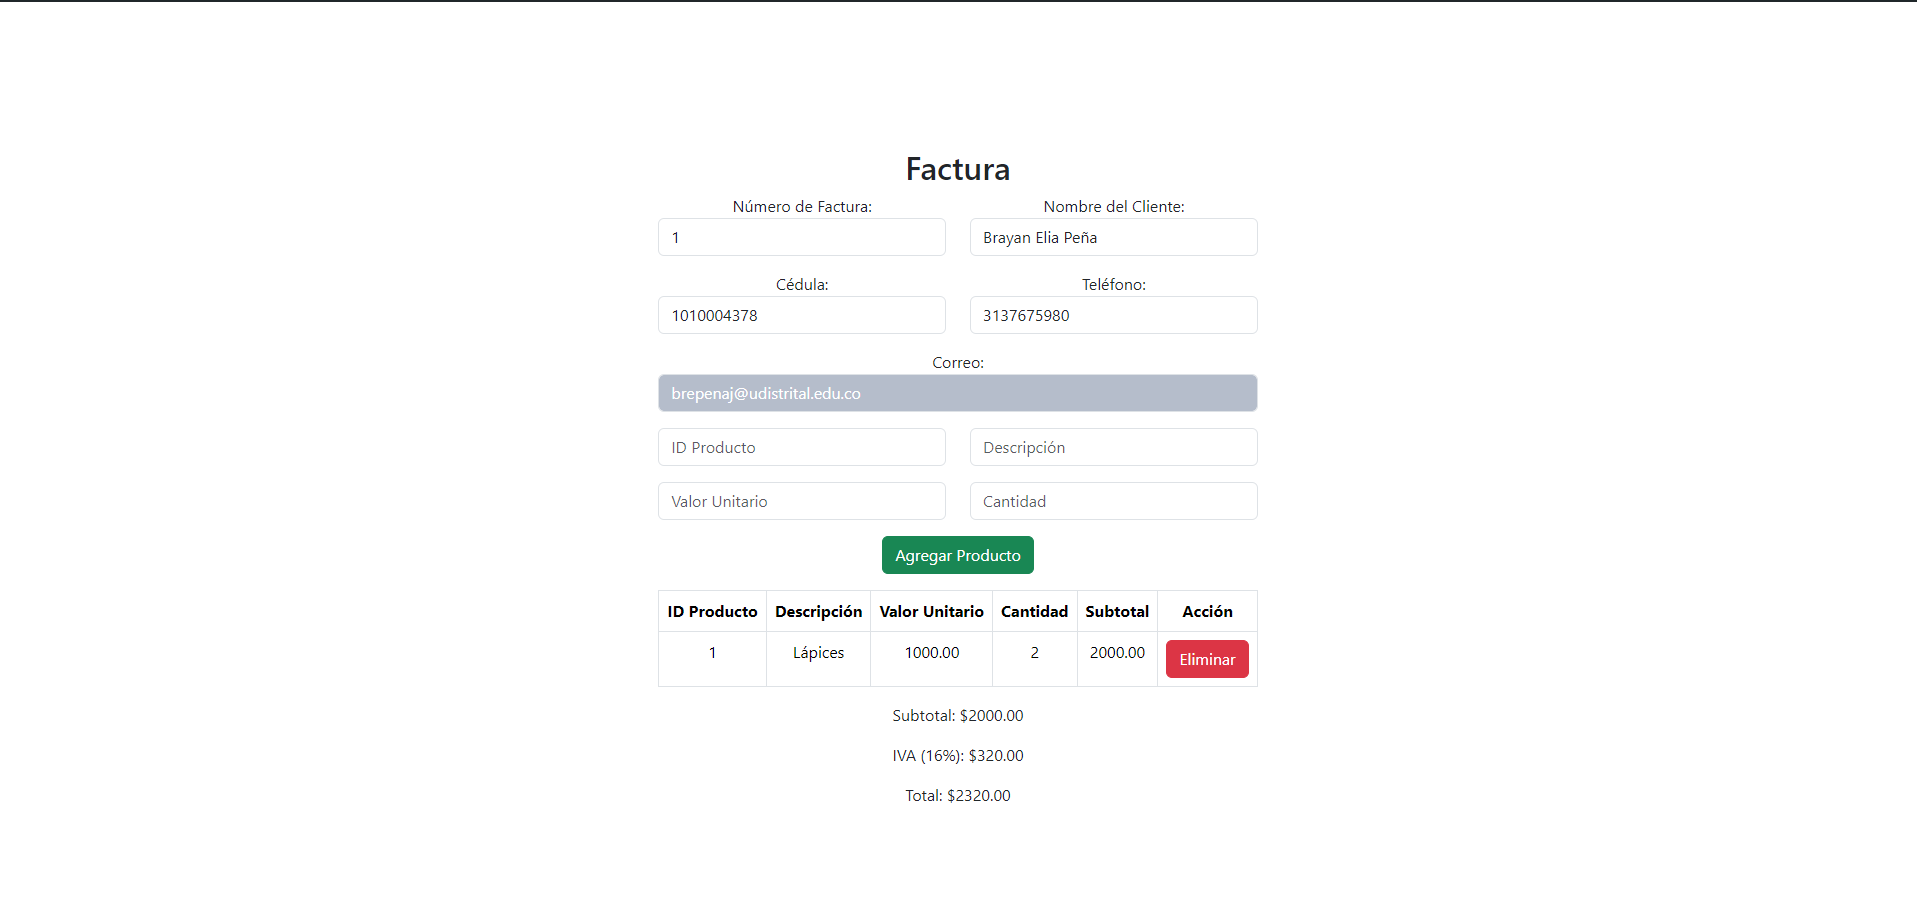 Factura
Número de Factura: Nombre del Cliente:
1 Brayan Elia Peña
Cédula: Teléfono:
1010004378 3137675980
Correo:
brepenaj@udistrital.edu.co
ID Producto Descripción
Valor Unitario Cantidad
Agregar Producto
ID Producto Descripción Valor Unitario Cantidad Subtotal Acción
1 Lápices 1000.00 2 2000.00 Eliminar
Subtotal: $2000.00
IVA (16%): $320.00
Total: $2320.00